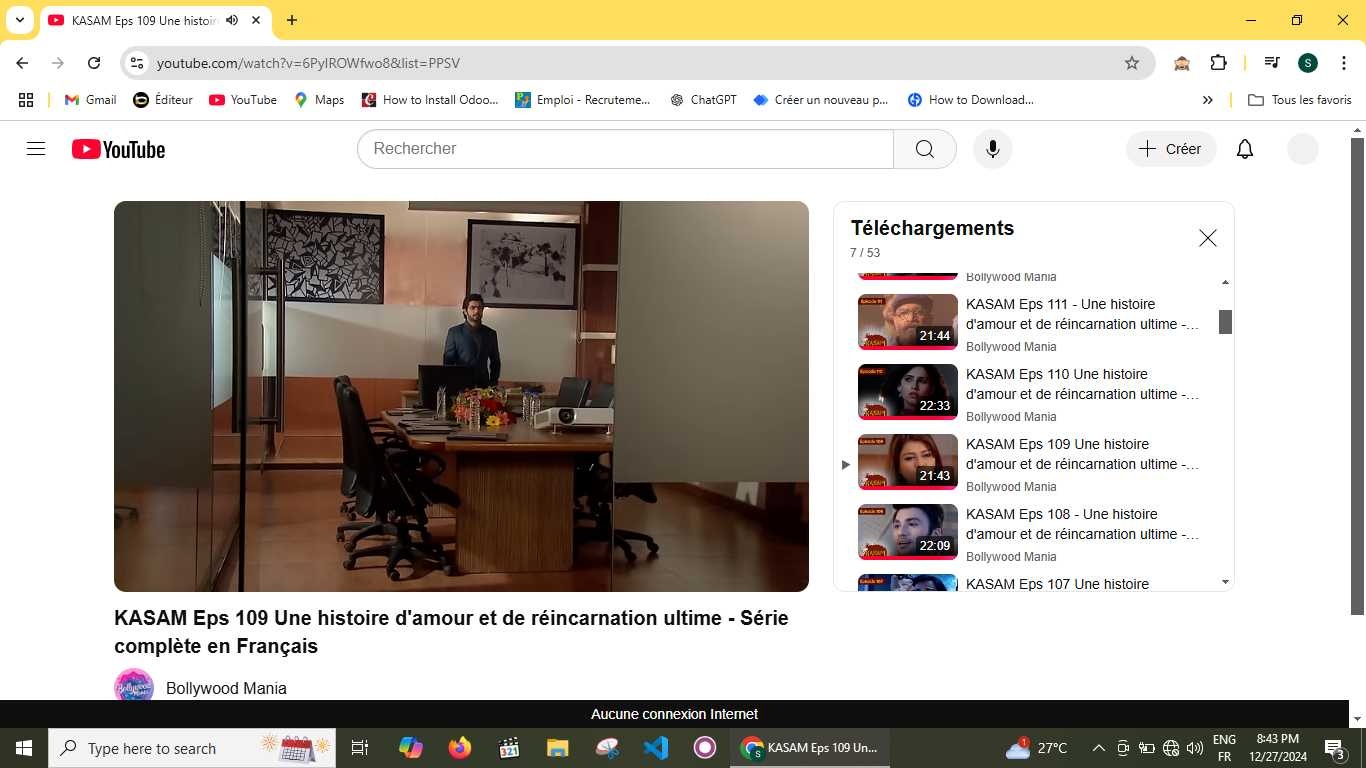 KASAM Eps 109 Une histoir
youtube.com/watch?v=6PyIROWfwo8&list=PPSV
S
Gmail
Éditeur
YouTube
Maps
How to Install Odoo...
Emploi - Recruteme...
ChatGPT
Créer un nouveau p...
How to Download...
Tous les favoris
YouTube
Rechercher
Créer
Téléchargements
7 / 53
Bollywood Mania
KASAM Eps 111 - Une histoire
d'amour et de réincarnation ultime -...
21:44
Bollywood Mania
KASAM Eps 110 Une histoire
d'amour et de réincarnation ultime -...
22:33
Bollywood Mania
KASAM Eps 109 Une histoire
d'amour et de réincarnation ultime -...
21:43
Bollywood Mania
KASAM Eps 108 - Une histoire
d'amour et de réincarnation ultime -...
22:09
Bollywood Mania
KASAM Eps 107 Une histoire
KASAM Eps 109 Une histoire d'amour et de réincarnation ultime - Série
complète en Français
Bollywood Mania
Aucune connexion Internet
Type here to search
KASAM Eps 109 Un...
1
27°C
ENG
FR
8:43 PM
12/27/2024
3